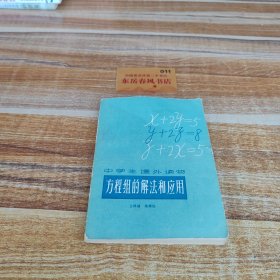 011
东岳春风书店
x+2y=5
y+2z=8
z+2x=5
中学生课外读物
方程组的解法和应用